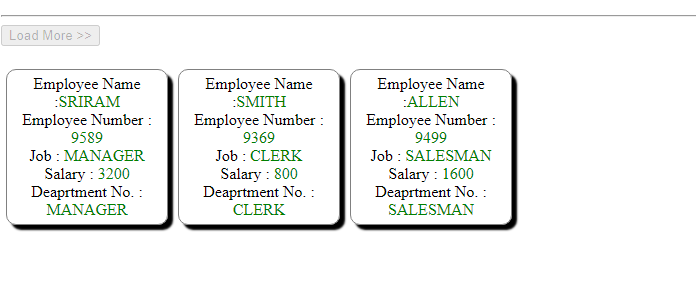 Load More >>
Employee Name
:SRIRAM
Employee Number :
9589
Job : MANAGER
Salary : 3200
Deaprtment No. :
MANAGER
Employee Name
:SMITH
Employee Number :
9369
Job : CLERK
Salary : 800
Deaprtment No. :
CLERK
Employee Name
:ALLEN
Employee Number :
9499
Job : SALESMAN
Salary : 1600
Deaprtment No. :
SALESMAN